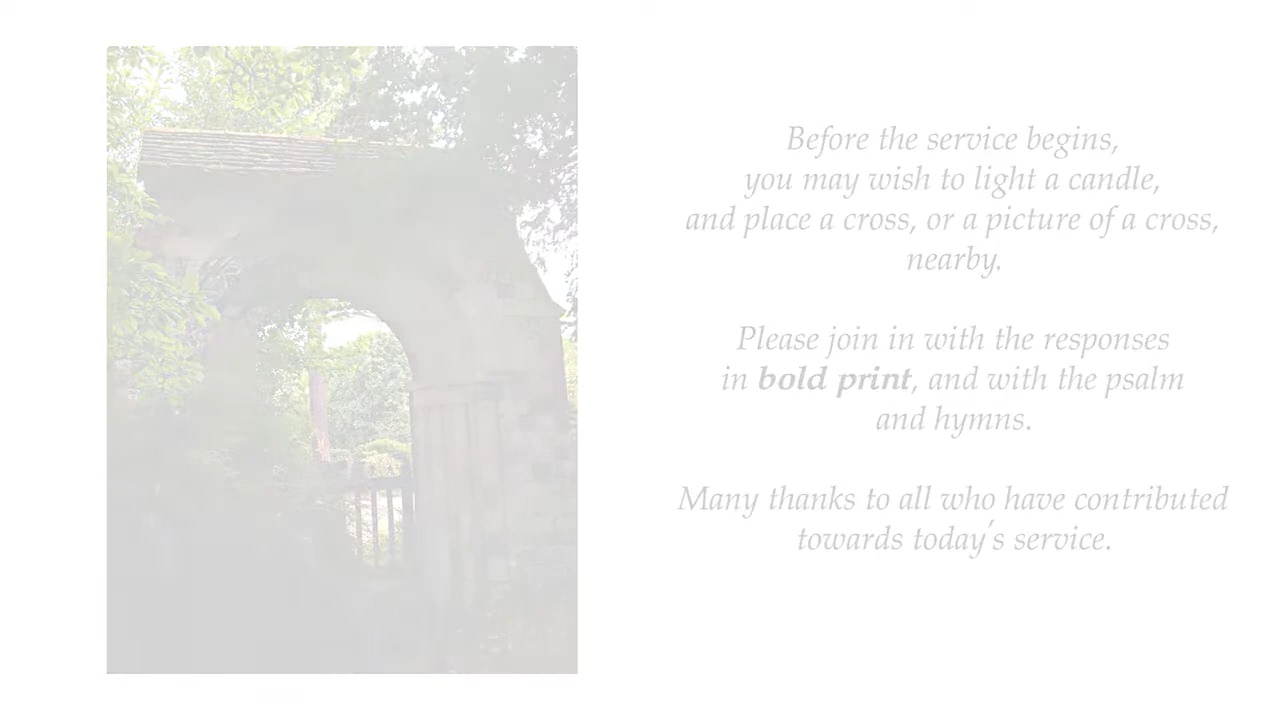 Before the service begins,
you may wish to light a candle,
and place a cross, or a picture of a cross,
nearby.
Please join in with the responses
in bold print, and with the psalm
and hymns.
Many thanks to all who have contributed
towards today's service.